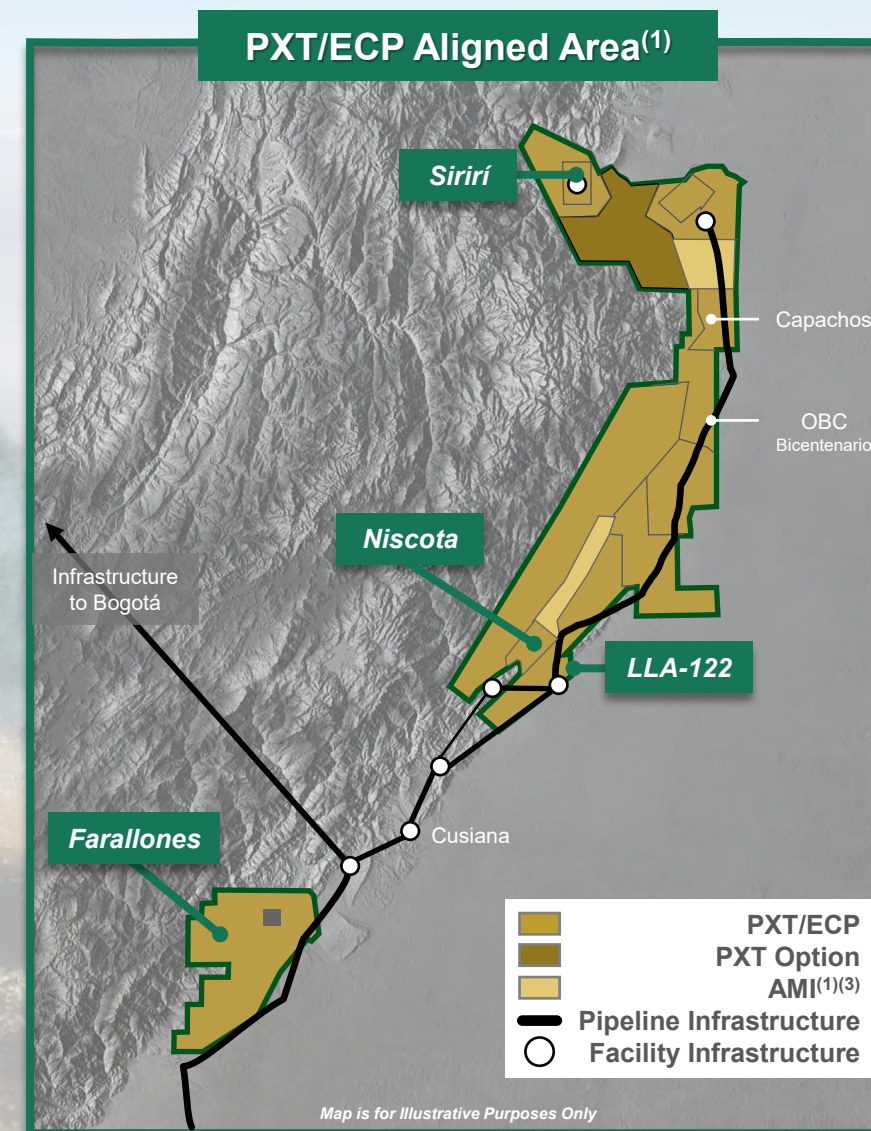 PXT/ECP Aligned Area(1)
Sirirí
Capachos
OBC
Bicentenario
Niscota
Infrastructure
to Bogotá
LLA-122
Farallones
Cusiana
PXT/ECP
PXT Option
AMI(1)(3)
Pipeline Infrastructure
Facility Infrastructure
Map is for Illustrative Purposes Only